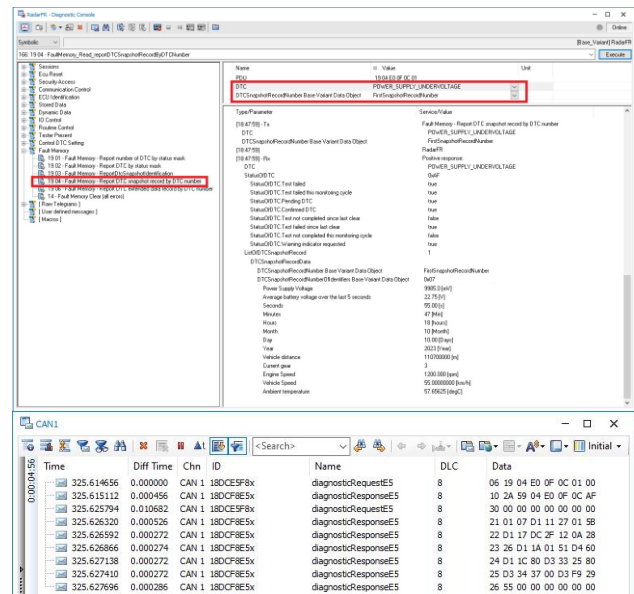 RadarFR - Diagnostic Console
Online
Symbolic
[Base_Variant] RadarFR
166: 19 04 - FaultMemory_Read_reportDTCSnapshotRecordByDTCNumber
Execute
Sessions
Ecu Reset
Security Access
Communication Control
ECU Identification
Stored Data
Dynamic Data
IO Control
Routine Control
Tester Present
Control DTC Setting
Fault Memory
19 01 - Fault Memory - Report number of DTC by status mask
19 02 - Fault Memory - Report DTC by status mask
19 03 - Fault Memory - ReportDtcSnapshotIdentification
19 04 - Fault Memory - Report DTC snapshot record by DTC number
19 06 - Fault Memory - Report DTC extended data record by DTC number
14 - Fault Memory Clear (all errors)
[ Raw Telegrams ]
[ User defined messages ]
[ Macros ]
Name Value Unit
PDU 19 04 E0 0F 0C 01
DTC POWER_SUPPLY_UNDERVOLTAGE
DTCSnapshotRecordNumber Base Variant Data Object FirstSnapshotRecordNumber
Type/Parameter Service/Value
[18:47:59] - Tx Fault Memory - Report DTC snapshot record by DTC number
DTC POWER_SUPPLY_UNDERVOLTAGE
DTCSnapshotRecordNumber Base Variant Data Object FirstSnapshotRecordNumber
[18:47:59] RadarFR
[18:47:59] - Rx Positive response:
DTC POWER_SUPPLY_UNDERVOLTAGE
StatusOfDTC 0xAF
StatusOfDTC.Test failed true
StatusOfDTC.Test failed this monitoring cycle true
StatusOfDTC.Pending DTC true
StatusOfDTC.Confirmed DTC true
StatusOfDTC.Test not completed since last clear false
StatusOfDTC.Test failed since last clear true
StatusOfDTC.Test not completed this monitoring cycle false
StatusOfDTC.Warning indicator requested true
ListOfDTCSnapshotRecord 1
DTCSnapshotRecordData
DTCSnapshotRecordNumber Base Variant Data Object FirstSnapshotRecordNumber
DTCSnapshotRecordNumberOfIdentifiers Base Variant Data Object 0x07
Power Supply Voltage 9985.0 [mV]
Average battery voltage over the last 5 seconds 22.75 [V]
Seconds 55.00 [s]
Minutes 47 [Min]
Hours 18 [hours]
Month 10 [Month]
Day 10.00 [Days]
Year 2023 [Year]
Vehicle distance 110700000 [m]
Current gear 3
Engine Speed 1200.000 [rpm]
Vehicle Speed 55.00000000 [km/h]
Ambient temperature 57.65625 [degC]
CAN1
<Search>
Initial
0:00:04:56
Time Diff Time Chn ID Name DLC Data
325.614656 0.000000 CAN 1 18DCE5F8x diagnosticRequestE5 8 06 19 04 E0 0F 0C 01 00
325.615112 0.000456 CAN 1 18DCF8E5x diagnosticResponseE5 8 10 2A 59 04 E0 0F 0C AF
325.625794 0.010682 CAN 1 18DCE5F8x diagnosticRequestE5 8 30 00 00 00 00 00 00 00
325.626320 0.000526 CAN 1 18DCF8E5x diagnosticResponseE5 8 21 01 07 D1 11 27 01 5B
325.626592 0.000272 CAN 1 18DCF8E5x diagnosticResponseE5 8 22 D1 17 DC 2F 12 0A 28
325.626866 0.000274 CAN 1 18DCF8E5x diagnosticResponseE5 8 23 26 D1 1A 01 51 D4 60
325.627138 0.000272 CAN 1 18DCF8E5x diagnosticResponseE5 8 24 D1 1C 80 D3 33 25 80
325.627410 0.000272 CAN 1 18DCF8E5x diagnosticResponseE5 8 25 D3 34 37 00 D3 F9 29
325.627696 0.000286 CAN 1 18DCF8E5x diagnosticResponseE5 8 26 55 00 00 00 00 00 00